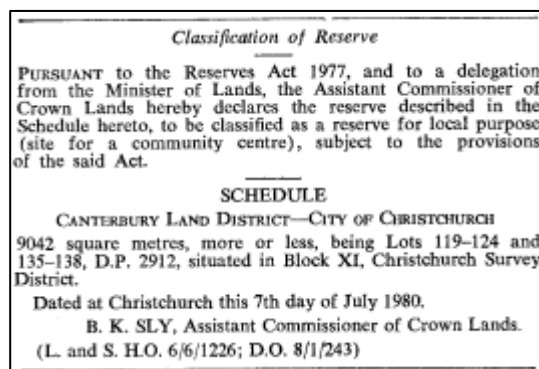 Classification of Reserve
PURSUANT to the Reserves Act 1977, and to a delegation
from the Minister of Lands, the Assistant Commissioner of
Crown Lands hereby declares the reserve described in the
Schedule hereto, to be classified as a reserve for local purpose
(site for a community centre), subject to the provisions
of the said Act.
SCHEDULE
CANTERBURY LAND DISTRICT—CITY OF CHRISTCHURCH
9042 square metres, more or less, being Lots 119–124 and
135–138, D.P. 2912, situated in Block XI, Christchurch Survey
District.
Dated at Christchurch this 7th day of July 1980.
B. K. SLY, Assistant Commissioner of Crown Lands.
(L. and S. H.O. 6/6/1226; D.O. 8/1/243)